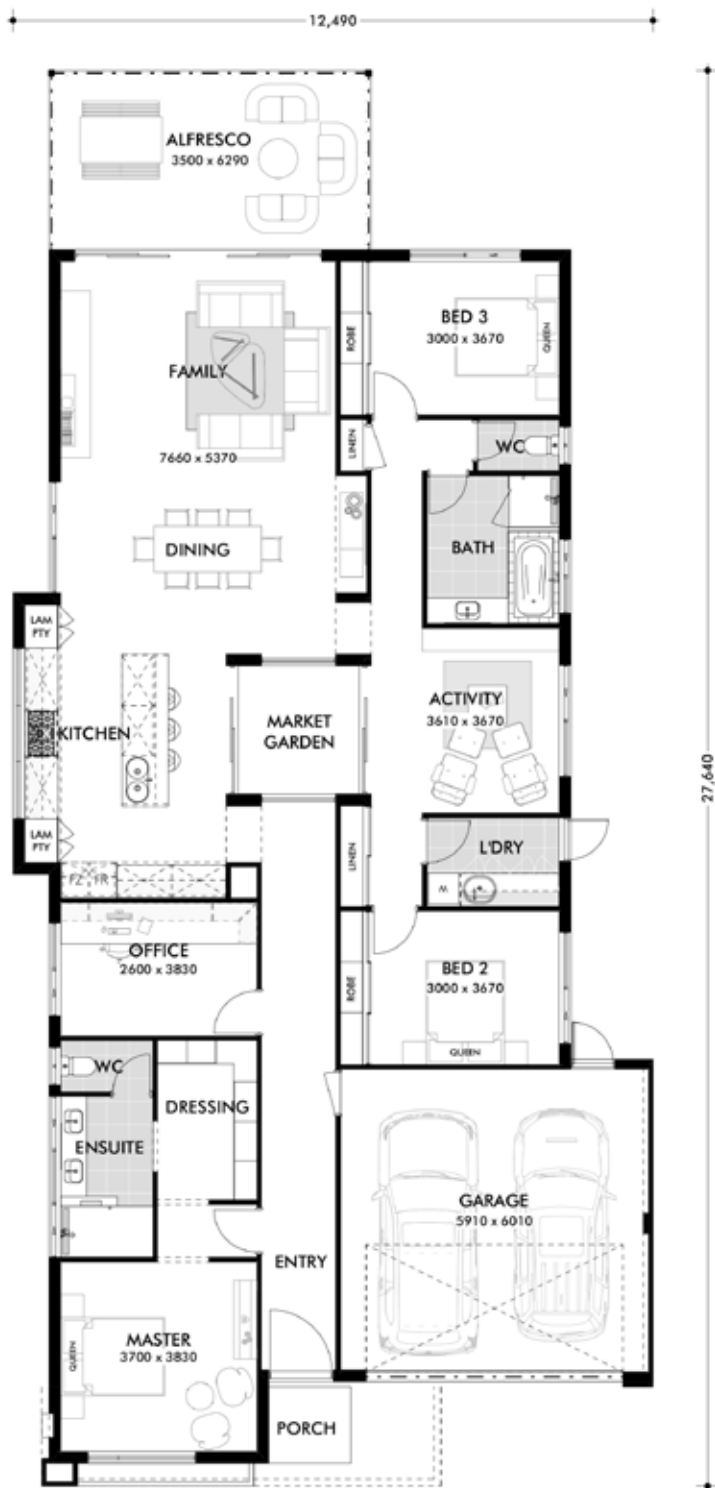 12,490
ALFRESCO
3500 x 6290
BED 3
3000 x 3670
QUEEN
ROBE
FAMILY
7660 x 5370
LINEN
WC
DINING
BATH
LAM
PTY
KITCHEN
MARKET
GARDEN
ACTIVITY
3610 x 3670
27,640
LAM
PTY
FZ
FR
LINEN
L'DRY
W
OFFICE
2600 x 3830
BED 2
3000 x 3670
ROBE
QUEEN
WC
DRESSING
ENSUITE
GARAGE
5910 x 6010
ENTRY
MASTER
3700 x 3830
QUEEN
PORCH